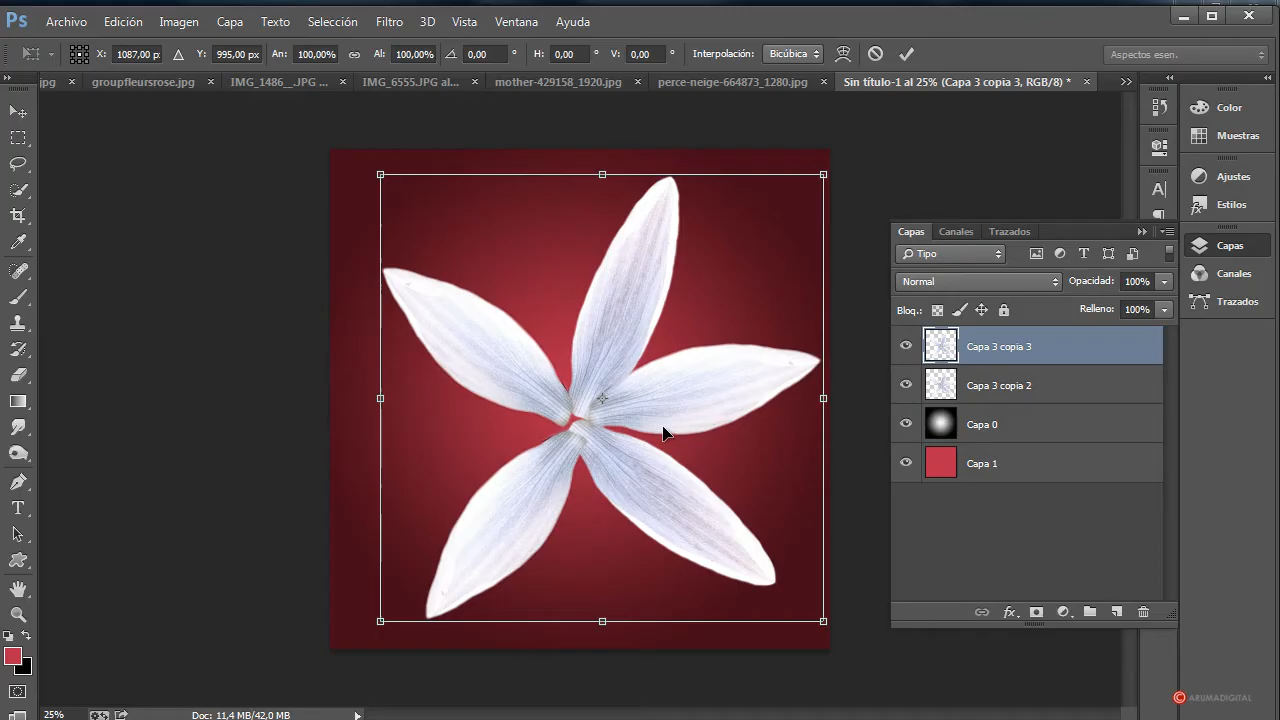 Ps Archivo Edición Imagen Capa Texto Selección Filtro 3D Vista Ventana Ayuda
X: 1087,00 px Y: 995,00 px An: 100,00% Al: 100,00% 0,00 ° H: 0,00 ° V: 0,00 ° Interpolación: Bicúbica Aspectos esen.
jpg × groupfleursrose.jpg × IMG_1486__.JPG ... × IMG_6555.JPG al... × mother-429158_1920.jpg × perce-neige-664873_1280.jpg × Sin título-1 al 25% (Capa 3 copia 3, RGB/8) * ×
Color
Muestras
Ajustes
Estilos
Capas
Canales
Trazados
Capas Canales Trazados
Tipo
Normal Opacidad: 100%
Bloq.: Relleno: 100%
Capa 3 copia 3
Capa 3 copia 2
Capa 0
Capa 1
fx
T
A
© ARUMADIGITAL
25% Doc: 11,4 MB/42,0 MB